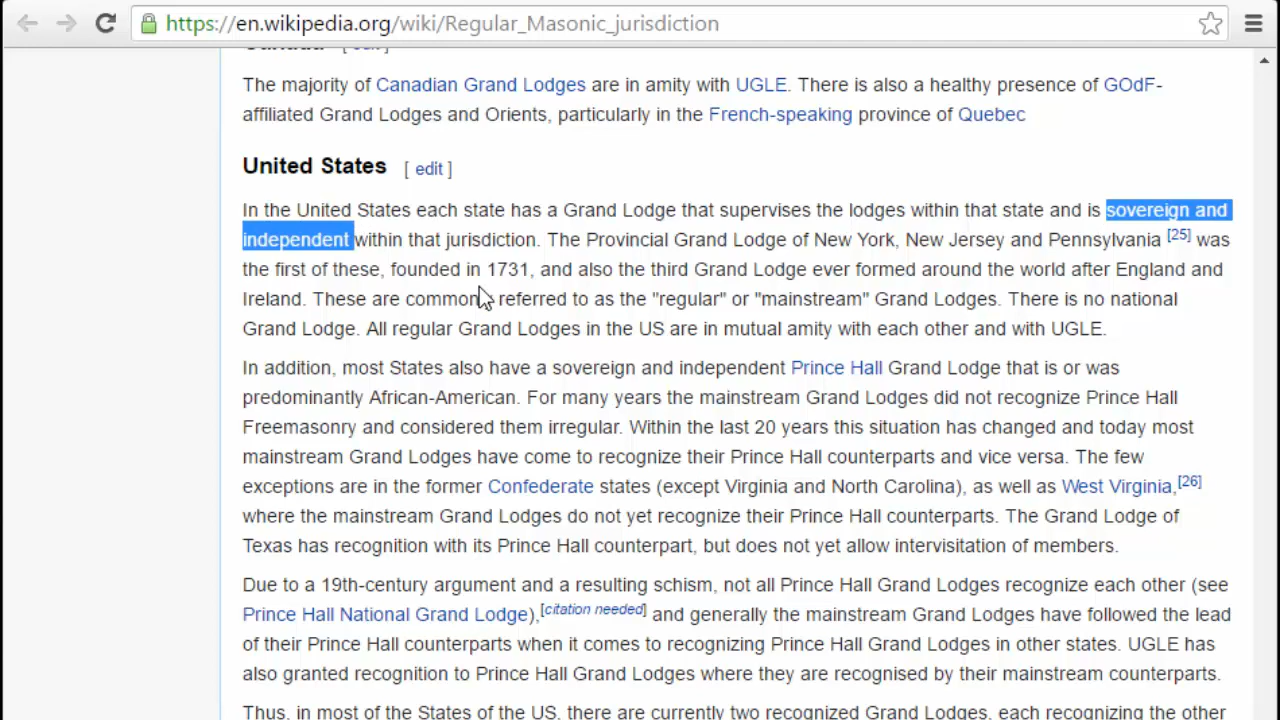 https://en.wikipedia.org/wiki/Regular_Masonic_jurisdiction
Canada [ edit ]
The majority of Canadian Grand Lodges are in amity with UGLE. There is also a healthy presence of GOdF-
affiliated Grand Lodges and Orients, particularly in the French-speaking province of Quebec
United States [ edit ]
In the United States each state has a Grand Lodge that supervises the lodges within that state and is sovereign and
independent within that jurisdiction. The Provincial Grand Lodge of New York, New Jersey and Pennsylvania [25] was
the first of these, founded in 1731, and also the third Grand Lodge ever formed around the world after England and
Ireland. These are commonly referred to as the "regular" or "mainstream" Grand Lodges. There is no national
Grand Lodge. All regular Grand Lodges in the US are in mutual amity with each other and with UGLE.
In addition, most States also have a sovereign and independent Prince Hall Grand Lodge that is or was
predominantly African-American. For many years the mainstream Grand Lodges did not recognize Prince Hall
Freemasonry and considered them irregular. Within the last 20 years this situation has changed and today most
mainstream Grand Lodges have come to recognize their Prince Hall counterparts and vice versa. The few
exceptions are in the former Confederate states (except Virginia and North Carolina), as well as West Virginia,[26]
where the mainstream Grand Lodges do not yet recognize their Prince Hall counterparts. The Grand Lodge of
Texas has recognition with its Prince Hall counterpart, but does not yet allow intervisitation of members.
Due to a 19th-century argument and a resulting schism, not all Prince Hall Grand Lodges recognize each other (see
Prince Hall National Grand Lodge),[citation needed] and generally the mainstream Grand Lodges have followed the lead
of their Prince Hall counterparts when it comes to recognizing Prince Hall Grand Lodges in other states. UGLE has
also granted recognition to Prince Hall Grand Lodges where they are recognised by their mainstream counterparts.
Thus, in most of the States of the US, there are currently two recognized Grand Lodges, each recognizing the other